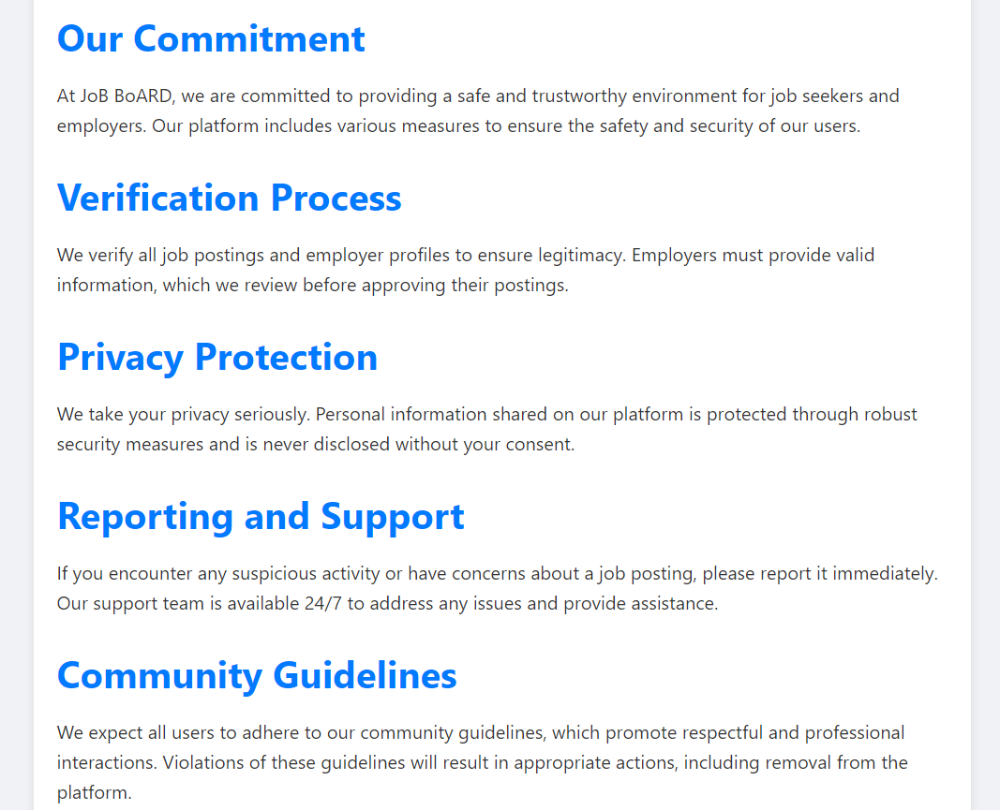 Our Commitment
At JoB BoARD, we are committed to providing a safe and trustworthy environment for job seekers and
employers. Our platform includes various measures to ensure the safety and security of our users.
Verification Process
We verify all job postings and employer profiles to ensure legitimacy. Employers must provide valid
information, which we review before approving their postings.
Privacy Protection
We take your privacy seriously. Personal information shared on our platform is protected through robust
security measures and is never disclosed without your consent.
Reporting and Support
If you encounter any suspicious activity or have concerns about a job posting, please report it immediately.
Our support team is available 24/7 to address any issues and provide assistance.
Community Guidelines
We expect all users to adhere to our community guidelines, which promote respectful and professional
interactions. Violations of these guidelines will result in appropriate actions, including removal from the
platform.